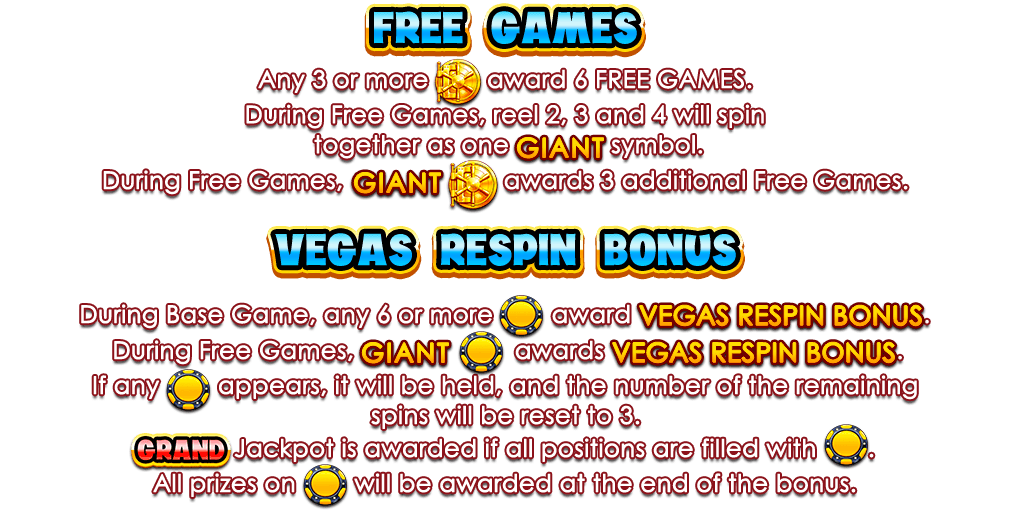 FREE GAMES
Any 3 or more award 6 FREE GAMES.
During Free Games, reel 2, 3 and 4 will spin
together as one GIANT symbol.
During Free Games, GIANT awards 3 additional Free Games.
VEGAS RESPIN BONUS
During Base Game, any 6 or more award VEGAS RESPIN BONUS.
During Free Games, GIANT awards VEGAS RESPIN BONUS.
If any appears, it will be held, and the number of the remaining
spins will be reset to 3.
GRAND Jackpot is awarded if all positions are filled with .
All prizes on will be awarded at the end of the bonus.